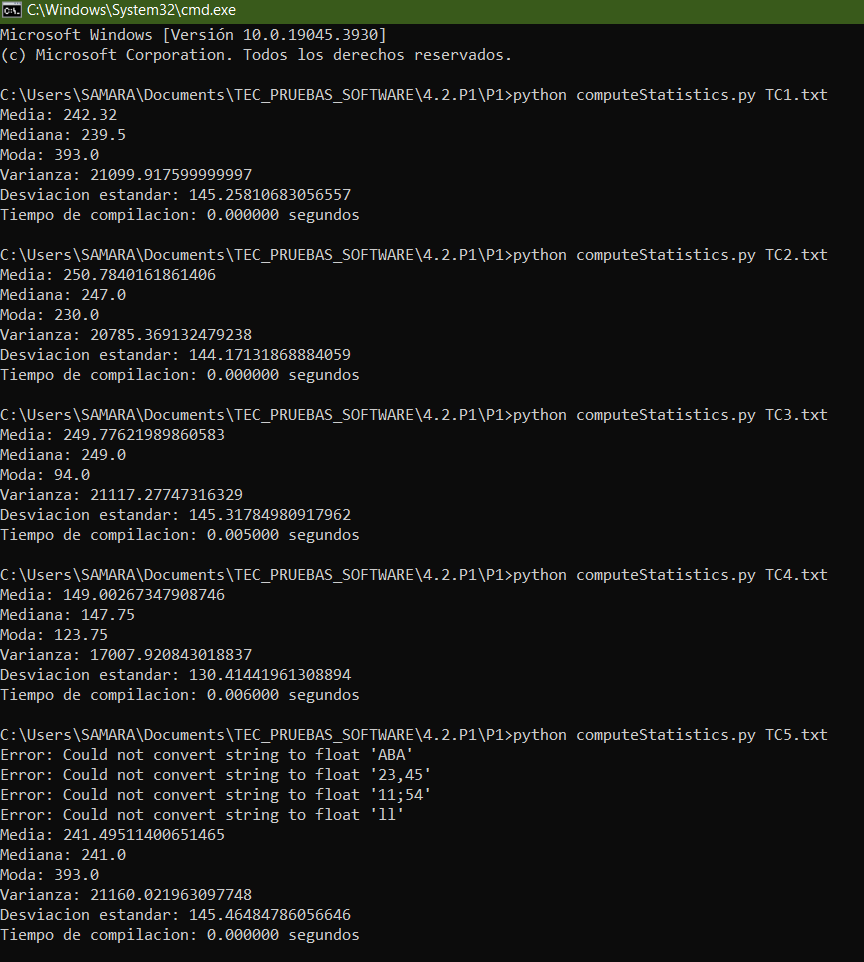 C:\Windows\System32\cmd.exe
Microsoft Windows [Versión 10.0.19045.3930]
(c) Microsoft Corporation. Todos los derechos reservados.
C:\Users\SAMARA\Documents\TEC_PRUEBAS_SOFTWARE\4.2.P1\P1>python computeStatistics.py TC1.txt
Media: 242.32
Mediana: 239.5
Moda: 393.0
Varianza: 21099.917599999997
Desviacion estandar: 145.25810683056557
Tiempo de compilacion: 0.000000 segundos
C:\Users\SAMARA\Documents\TEC_PRUEBAS_SOFTWARE\4.2.P1\P1>python computeStatistics.py TC2.txt
Media: 250.7840161861406
Mediana: 247.0
Moda: 230.0
Varianza: 20785.369132479238
Desviacion estandar: 144.17131868884059
Tiempo de compilacion: 0.000000 segundos
C:\Users\SAMARA\Documents\TEC_PRUEBAS_SOFTWARE\4.2.P1\P1>python computeStatistics.py TC3.txt
Media: 249.77621989860583
Mediana: 249.0
Moda: 94.0
Varianza: 21117.27747316329
Desviacion estandar: 145.31784980917962
Tiempo de compilacion: 0.005000 segundos
C:\Users\SAMARA\Documents\TEC_PRUEBAS_SOFTWARE\4.2.P1\P1>python computeStatistics.py TC4.txt
Media: 149.00267347908746
Mediana: 147.75
Moda: 123.75
Varianza: 17007.920843018837
Desviacion estandar: 130.41441961308894
Tiempo de compilacion: 0.006000 segundos
C:\Users\SAMARA\Documents\TEC_PRUEBAS_SOFTWARE\4.2.P1\P1>python computeStatistics.py TC5.txt
Error: Could not convert string to float 'ABA'
Error: Could not convert string to float '23,45'
Error: Could not convert string to float '11;54'
Error: Could not convert string to float 'll'
Media: 241.49511400651465
Mediana: 241.0
Moda: 393.0
Varianza: 21160.021963097748
Desviacion estandar: 145.46484786056646
Tiempo de compilacion: 0.000000 segundos